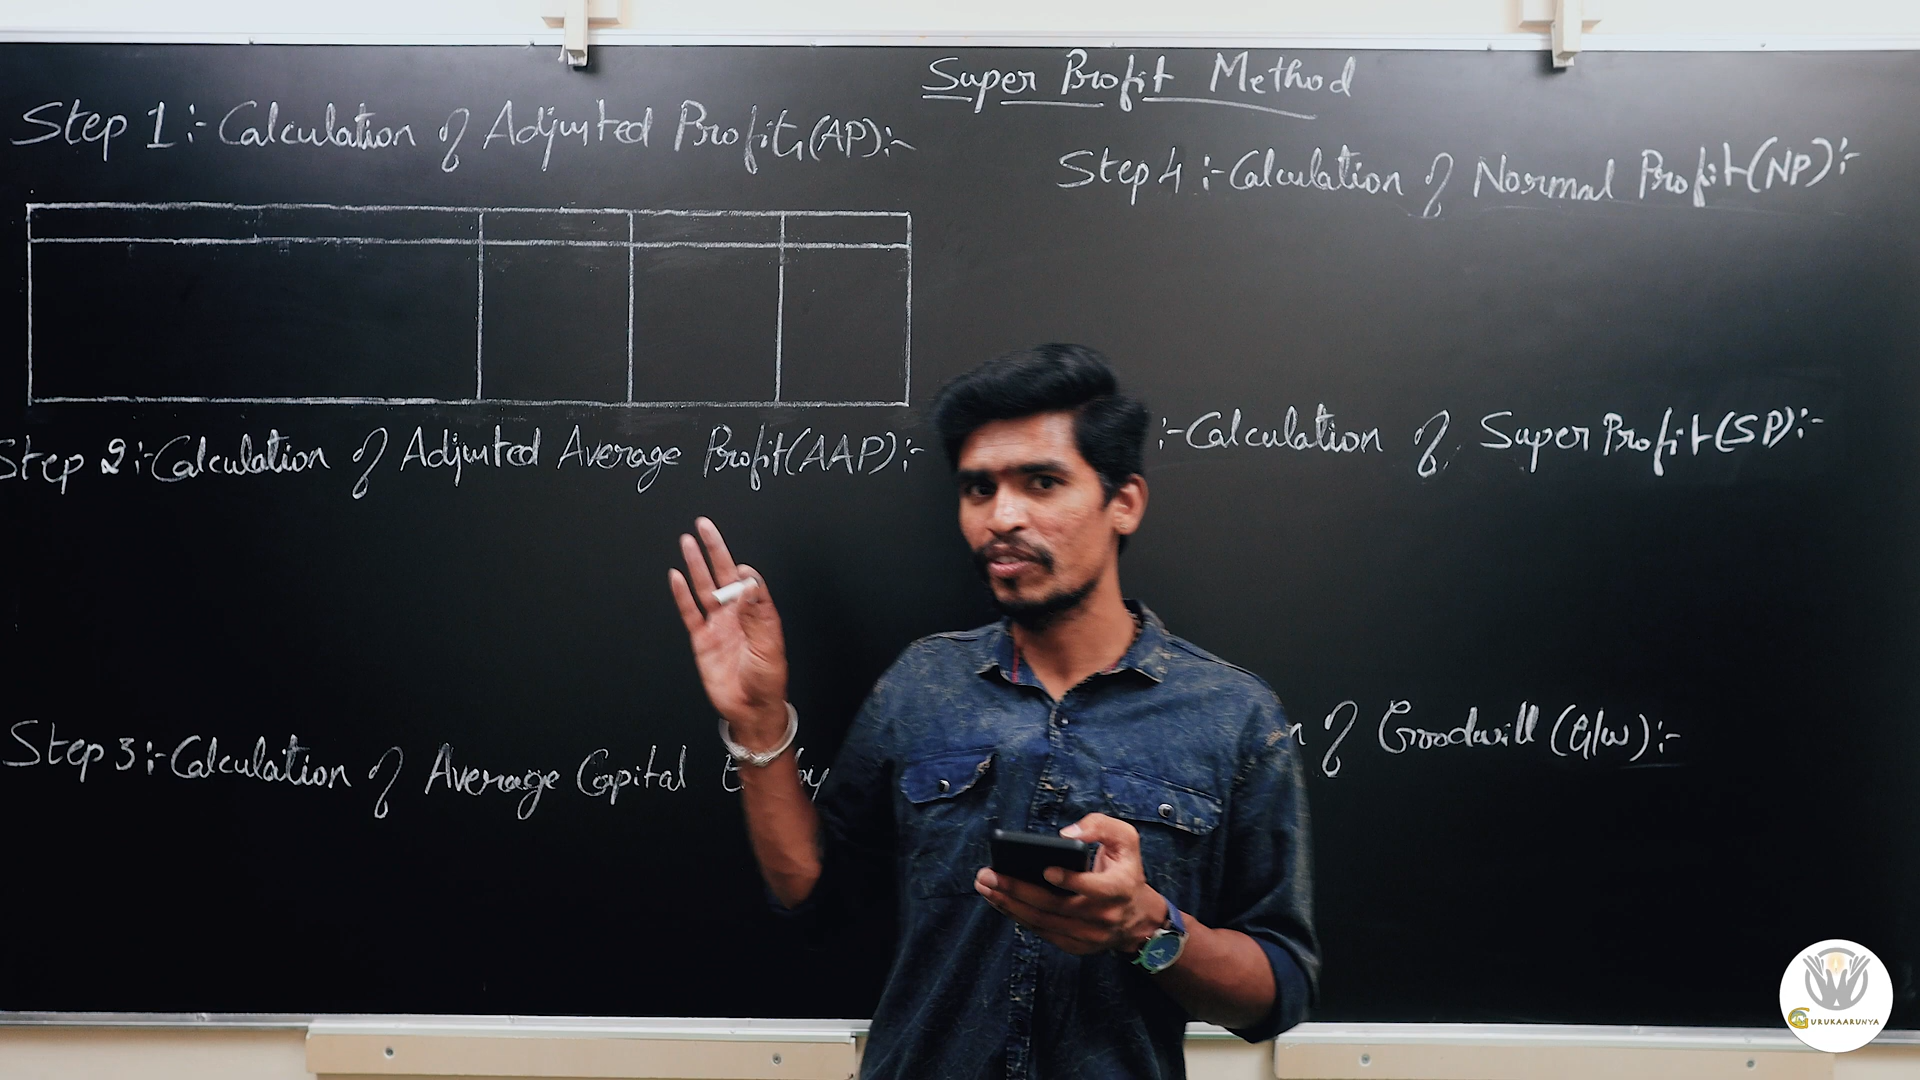 Super Profit Method
Step 1:- Calculation of Adjusted Profit(AP):-
Step 2:- Calculation of Adjusted Average Profit(AAP):-
Step 3:- Calculation of Average Capital
Step 4:- Calculation of Normal Profit(NP):-
:- Calculation of Super Profit(SP):-
of Goodwill (G/w):-
GURUKAARUNYA